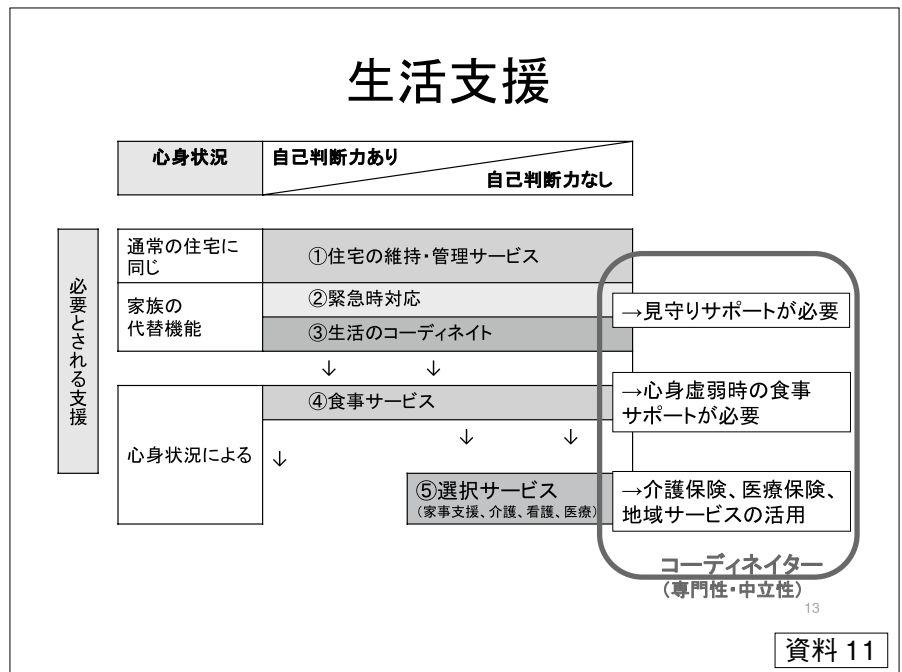 生活支援
心身状況
自己判断力あり
自己判断力なし
必要とされる支援
通常の住宅に
同じ
①住宅の維持・管理サービス
家族の
代替機能
②緊急時対応
③生活のコーディネイト
→見守りサポートが必要
↓ ↓
心身状況による
④食事サービス
→心身虚弱時の食事
サポートが必要
↓ ↓
↓
⑤選択サービス
(家事支援、介護、看護、医療)
→介護保険、医療保険、
地域サービスの活用
コーディネイター
(専門性・中立性)
13
資料 11